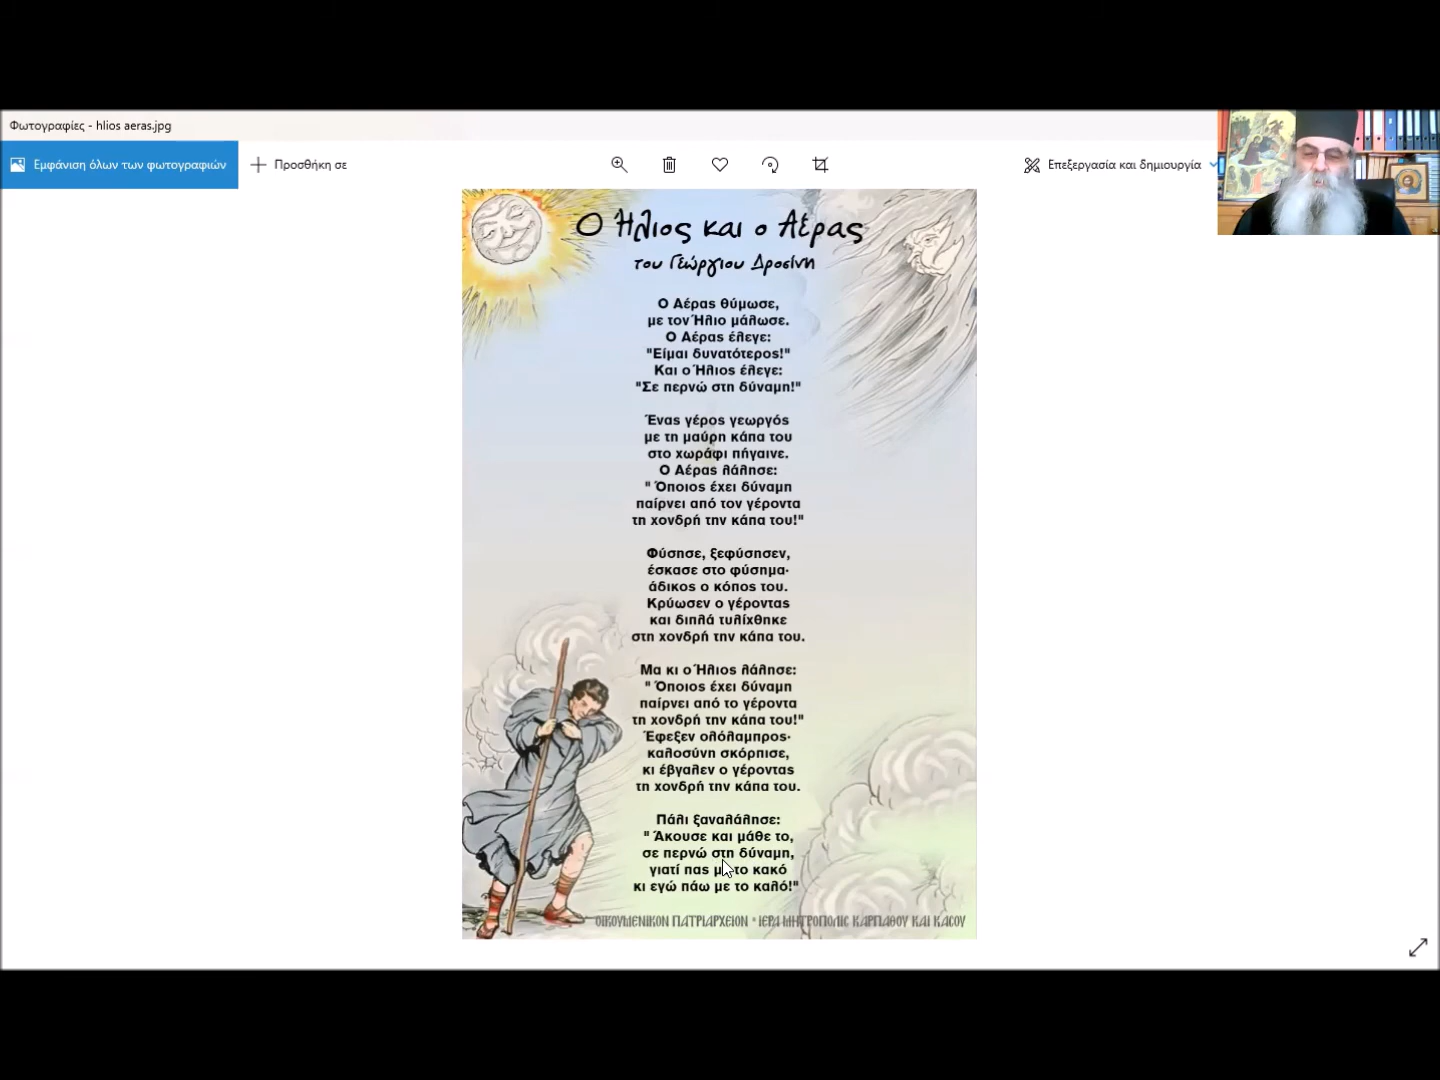 Φωτογραφίες - hlios aeras.jpg
Εμφάνιση όλων των φωτογραφιών
Προσθήκη σε
Επεξεργασία και δημιουργία
Ο Ήλιος και ο Αέρας
του Γεώργιου Δροσίνη
Ο Αέρας θύμωσε,
με τον Ήλιο μάλωσε.
Ο Αέρας έλεγε:
"Είμαι δυνατότερος!"
Και ο Ήλιος έλεγε:
"Σε περνώ στη δύναμη!"
Ένας γέρος γεωργός
με τη μαύρη κάπα του
στο χωράφι πήγαινε.
Ο Αέρας λάλησε:
" Όποιος έχει δύναμη
παίρνει από τον γέροντα
τη χονδρή την κάπα του!"
Φύσησε, ξεφύσησεν,
έσκασε στο φύσημα·
άδικος ο κόπος του.
Κρύωσεν ο γέροντας
και διπλά τυλίχθηκε
στη χονδρή την κάπα του.
Μα κι ο Ήλιος λάλησε:
" Όποιος έχει δύναμη
παίρνει από το γέροντα
τη χονδρή την κάπα του!"
Έφεξεν ολόλαμπρος·
καλοσύνη σκόρπισε,
κι έβγαλεν ο γέροντας
τη χονδρή την κάπα του.
Πάλι ξαναλάλησε:
" Άκουσε και μάθε το,
σε περνώ στη δύναμη,
γιατί πας με το κακό
κι εγώ πάω με το καλό!"
ΟΙΚΟΥΜΕΝΙΚΟΝ ΠΑΤΡΙΑΡΧΕΙΟΝ * ΙΕΡΑ ΜΗΤΡΟΠΟΛΙC ΚΑΡΠΑΘΟΥ ΚΑΙ ΚΑCΟΥ